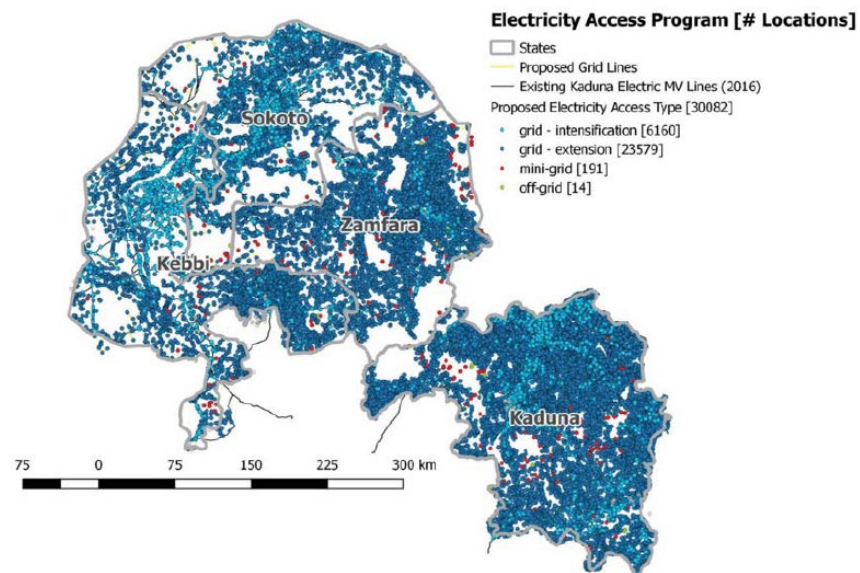 Electricity Access Program [# Locations]
States
Proposed Grid Lines
Existing Kaduna Electric MV Lines (2016)
Proposed Electricity Access Type [30082]
grid - intensification [6160]
grid - extension [23579]
mini-grid [191]
off-grid [14]
Sokoto
Zamfara
Kebbi
Kaduna
75 0 75 150 225 300 km